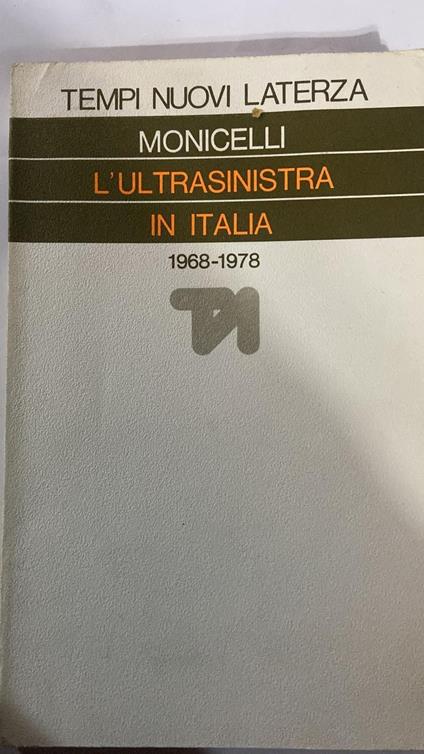 TEMPI NUOVI LATERZA
MONICELLI
L'ULTRASINISTRA
IN ITALIA
1968-1978